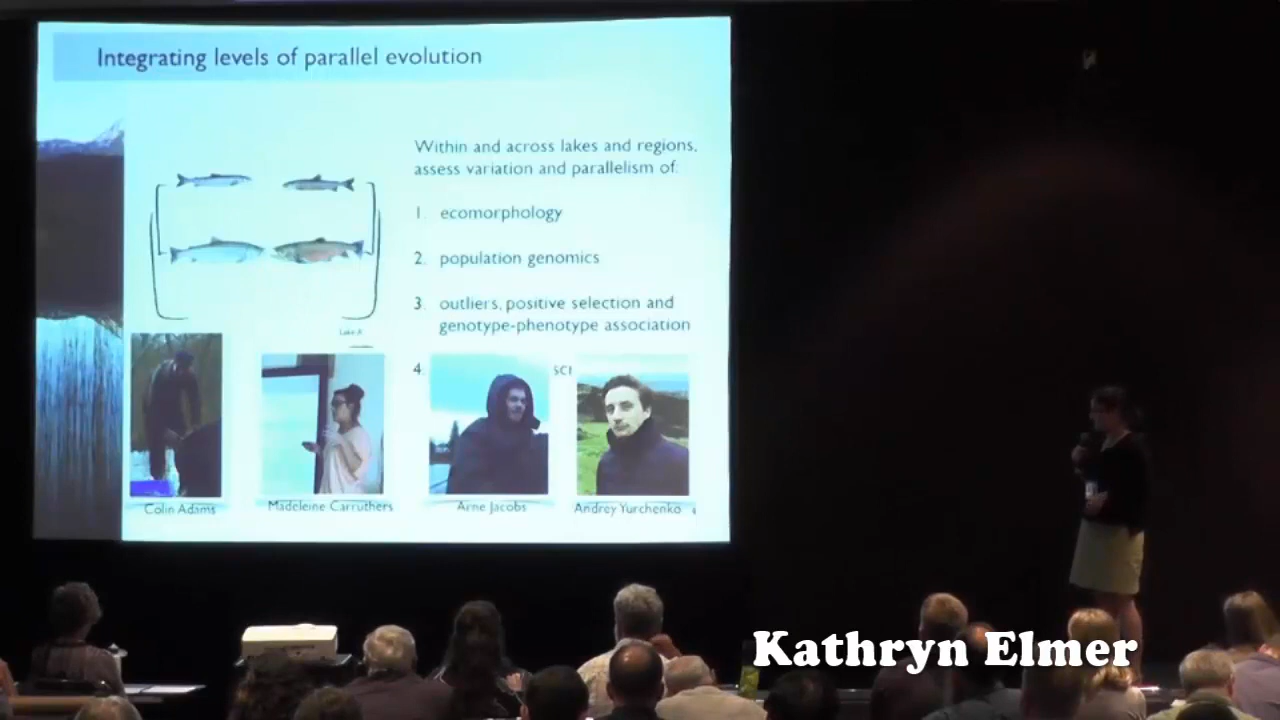 Integrating levels of parallel evolution
Within and across lakes and regions,
assess variation and parallelism of:
1. ecomorphology
2. population genomics
3. outliers, positive selection and
genotype-phenotype association
4.
Lake A
Colin Adams
Madeleine Carruthers
Arne Jacobs
Andrey Yurchenko
Kathryn Elmer